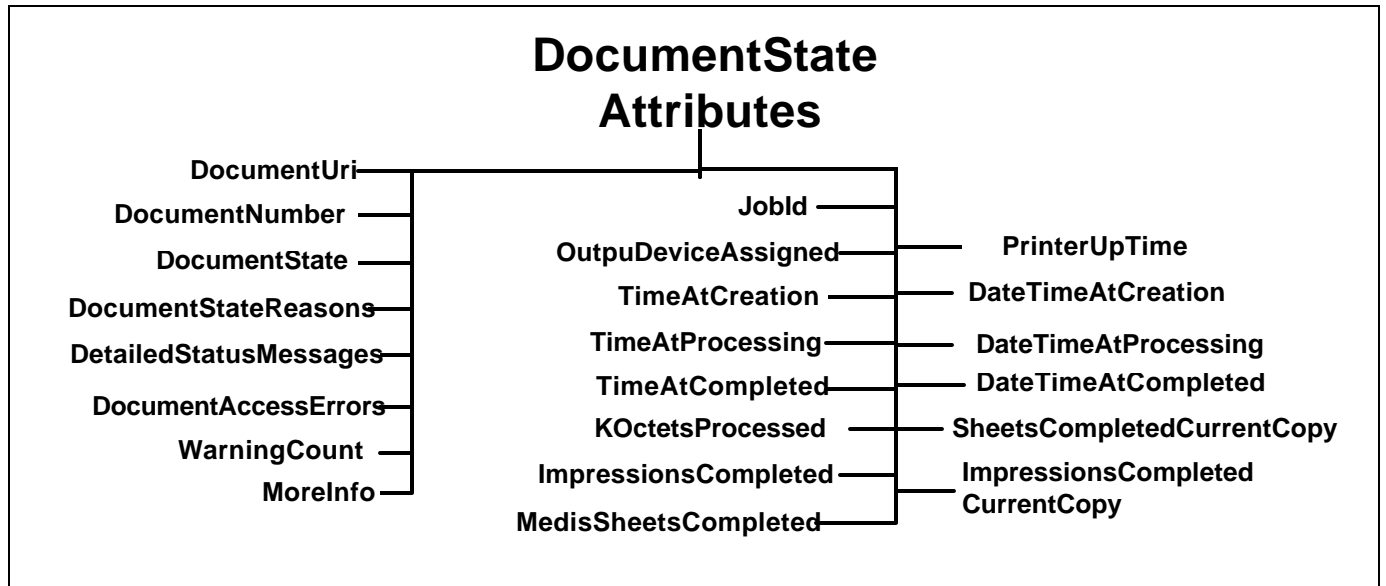 DocumentState
Attributes
DocumentUri
DocumentNumber
DocumentState
DocumentStateReasons
DetailedStatusMessages
DocumentAccessErrors
WarningCount
MoreInfo
JobId
OutpuDeviceAssigned
TimeAtCreation
TimeAtProcessing
TimeAtCompleted
KOctetsProcessed
ImpressionsCompleted
MedisSheetsCompleted
PrinterUpTime
DateTimeAtCreation
DateTimeAtProcessing
DateTimeAtCompleted
SheetsCompletedCurrentCopy
ImpressionsCompleted
CurrentCopy